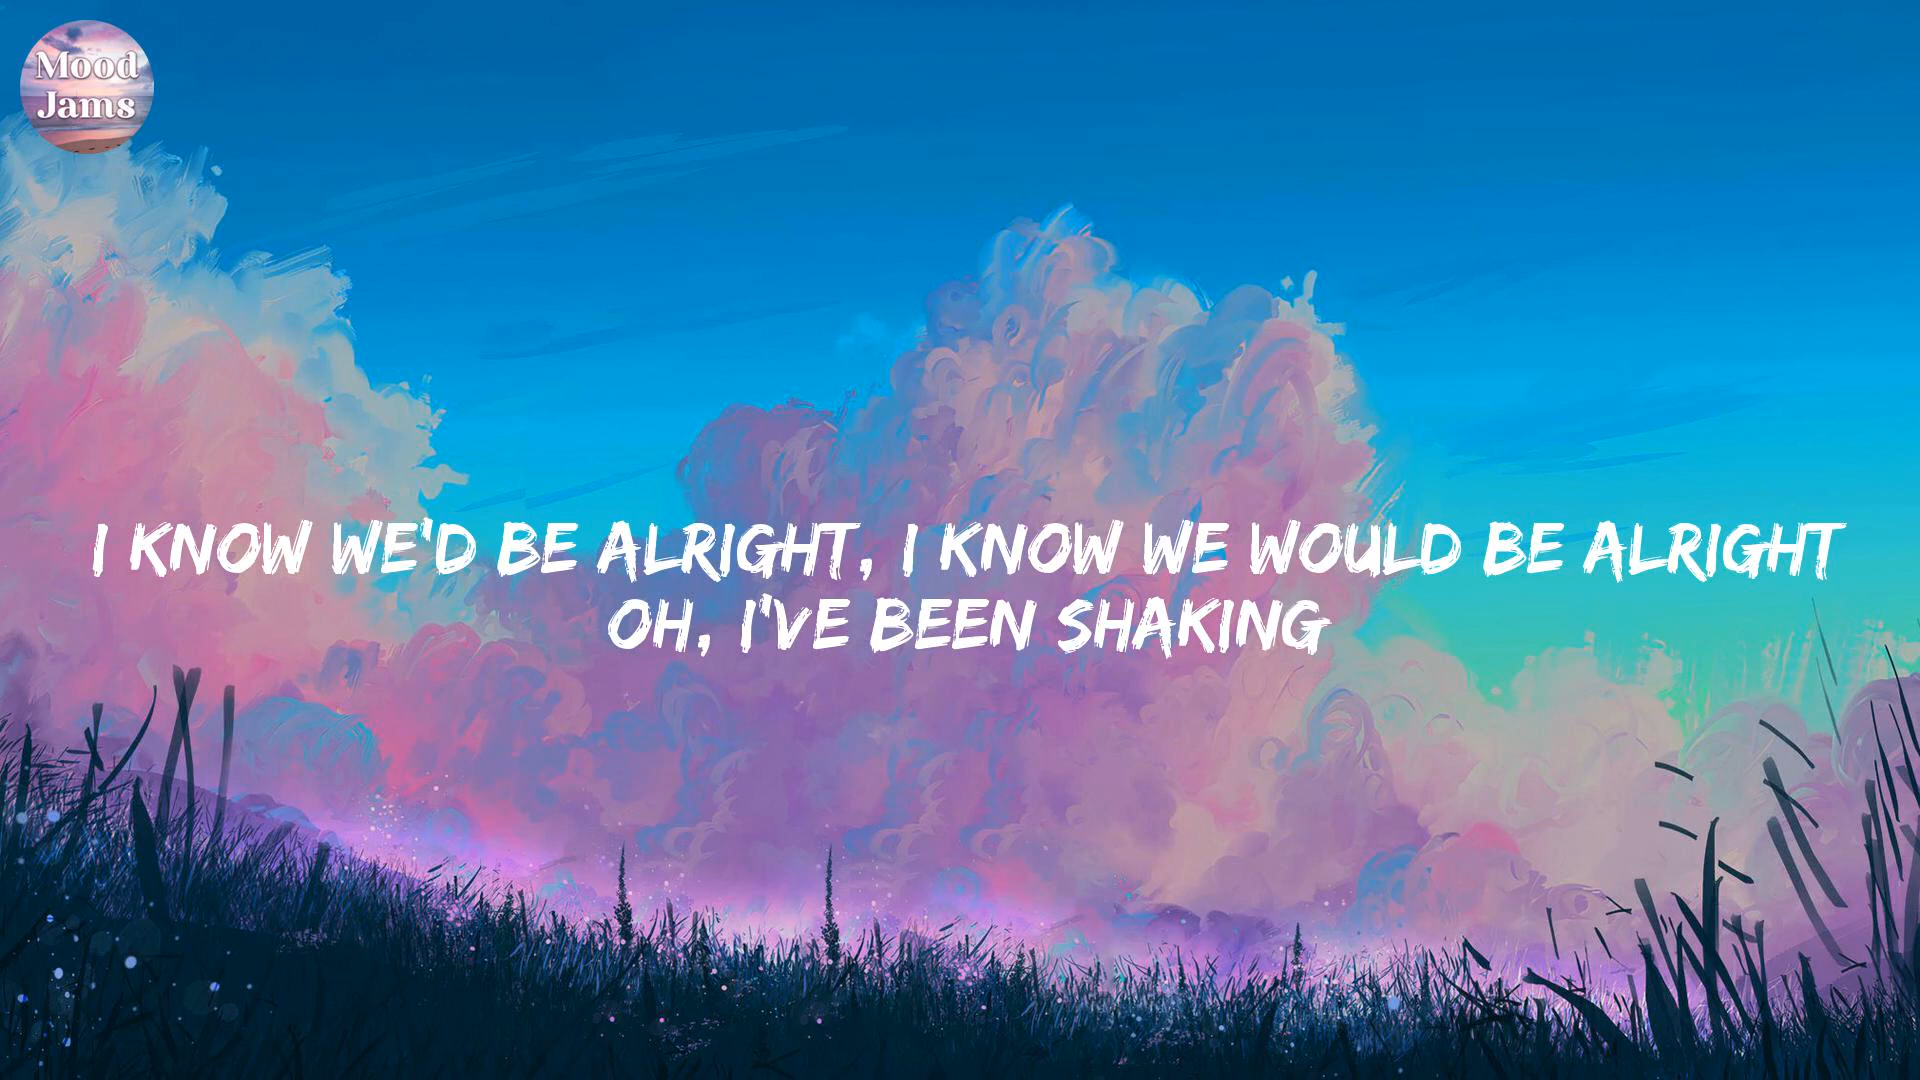 Mood
Jams
I KNOW WE'D BE ALRIGHT, I KNOW WE WOULD BE ALRIGHT
OH, I'VE BEEN SHAKING